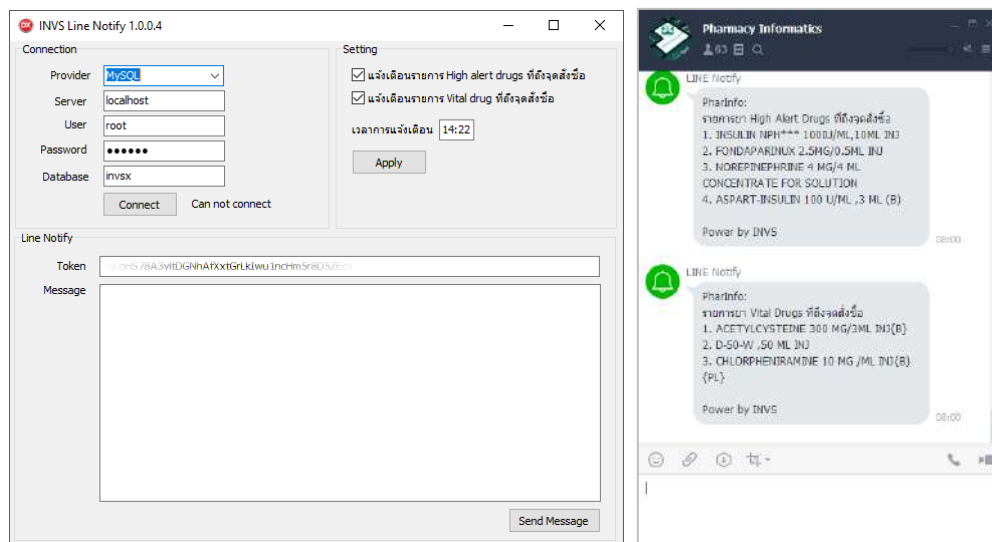 INVS Line Notify 1.0.0.4
Connection
Provider
MySQL
Server
localhost
User
root
Password
••••••
Database
invsx
Connect
Can not connect
Setting
แจ้งเตือนรายการ High alert drugs ที่ถึงจุดสั่งซื้อ
แจ้งเตือนรายการ Vital drug ที่ถึงจุดสั่งซื้อ
เวลาการแจ้งเตือน
14:22
Apply
Line Notify
Token
Message
Send Message
Pharmacy Informatics
63
LINE Notify
PharInfo:
รายการยา High Alert Drugs ที่ถึงจุดสั่งซื้อ
1. INSULIN NPH*** 100IU/ML,10ML INJ
2. FONDAPARINUX 2.5MG/0.5ML INJ
3. NOREPINEPHRINE 4 MG/4 ML
CONCENTRATE FOR SOLUTION
4. ASPART-INSULIN 100 U/ML ,3 ML (B)
Power by INVS
08:00
LINE Notify
PharInfo:
รายการยา Vital Drugs ที่ถึงจุดสั่งซื้อ
1. ACETYLCYSTEINE 300 MG/3ML INJ{B}
2. D-50-W ,50 ML INJ
3. CHLORPHENIRAMINE 10 MG /ML INJ{B}
{PL}
Power by INVS
08:00